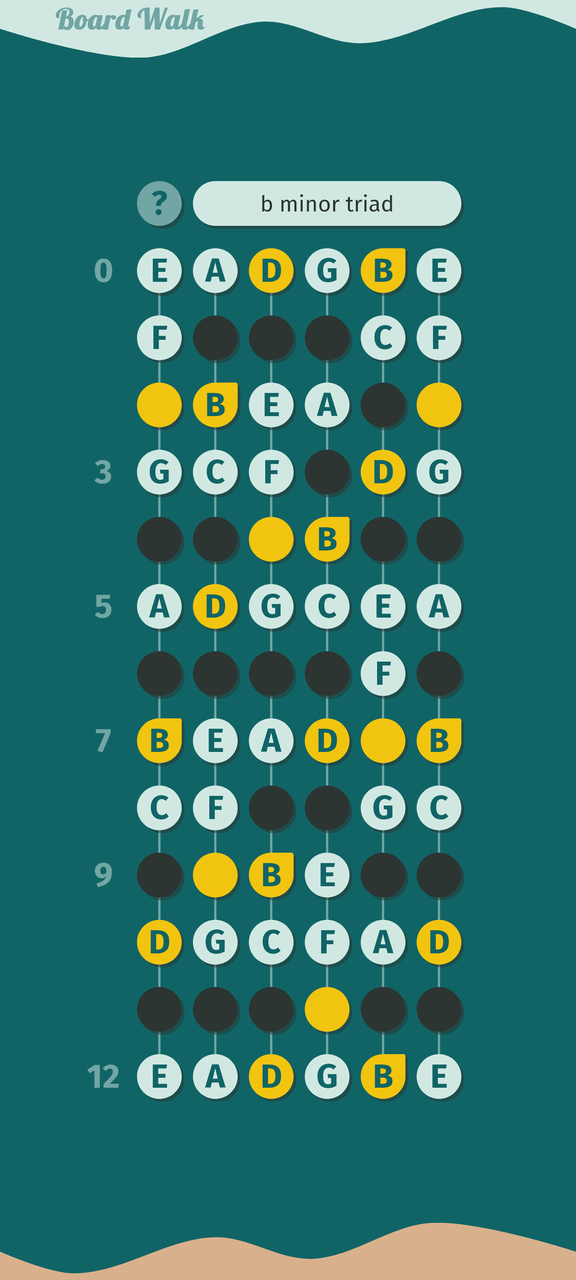 Board Walk
? b minor triad
0 E A D G B E
F C F
B E A
3 G C F D G
B
5 A D G C E A
F
7 B E A D B
C F G C
9 B E
D G C F A D
12 E A D G B E